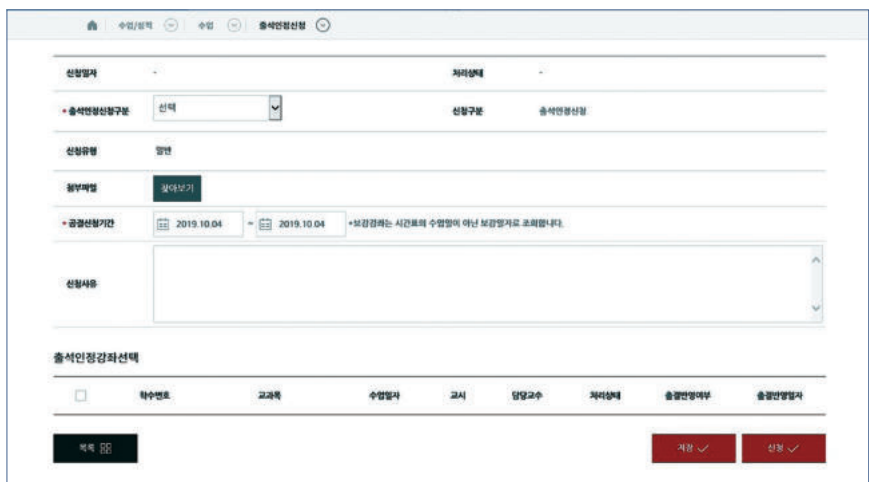 수업/성적 수업 출석인정신청
신청일자 - 처리상태 -
* 출석인정신청구분 선택 신청구분 출석인정신청
신청유형 일반
첨부파일 찾아보기
* 공결신청기간 2019.10.04 ~ 2019.10.04 *보강강좌는 시간표의 수업일이 아닌 보강일자로 조회합니다.
신청사유
출석인정강좌선택
학수번호 교과목 수업일자 교시 담당교수 처리상태 출결반영여부 출결반영일자
목록 저장 신청